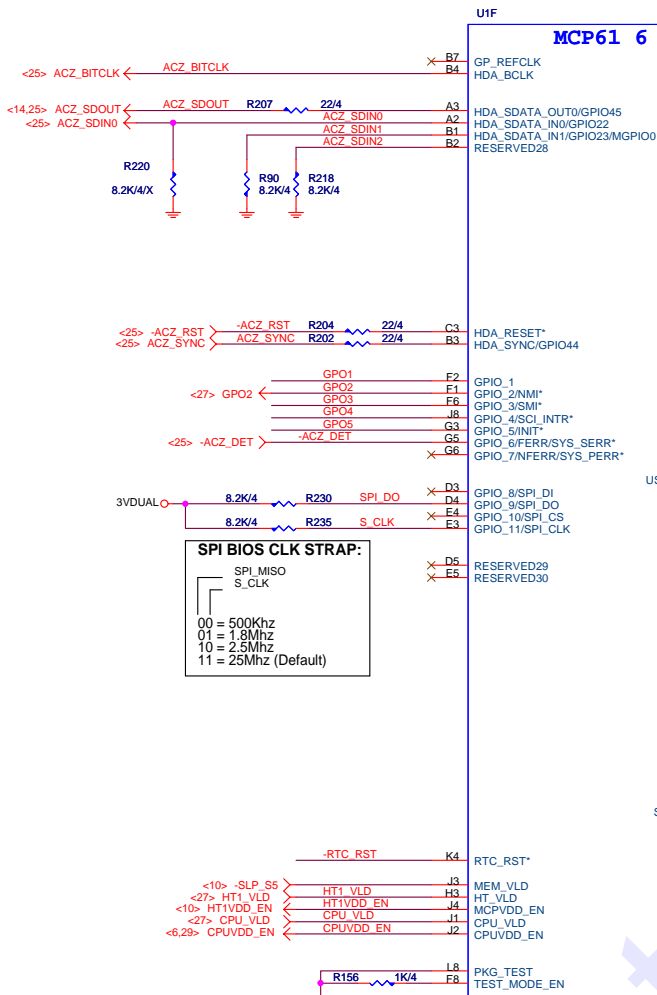 U1F
MCP61 6
B7 GP_REFCLK
<25> ACZ_BITCLK ACZ_BITCLK B4 HDA_BCLK
<14,25> ACZ_SDOUT ACZ_SDOUT R207 22/4 A3 HDA_SDATA_OUT0/GPIO45
<25> ACZ_SDIN0 ACZ_SDIN0 A2 HDA_SDATA_IN0/GPIO22
ACZ_SDIN1 B1 HDA_SDATA_IN1/GPIO23/MGPIO0
ACZ_SDIN2 B2 RESERVED28
R220 R90 R218
8.2K/4/X 8.2K/4 8.2K/4
<25> -ACZ_RST -ACZ_RST R204 22/4 C3 HDA_RESET*
<25> ACZ_SYNC ACZ_SYNC R202 22/4 B3 HDA_SYNC/GPIO44
GPO1 F2 GPIO_1
<27> GPO2 GPO2 F1 GPIO_2/NMI*
GPO3 F6 GPIO_3/SMI*
GPO4 J8 GPIO_4/SCI_INTR*
GPO5 G3 GPIO_5/INIT*
<25> -ACZ_DET -ACZ_DET G5 GPIO_6/FERR/SYS_SERR*
G6 GPIO_7/NFERR/SYS_PERR*
US
D3 GPIO_8/SPI_DI
3VDUAL 8.2K/4 R230 SPI_DO D4 GPIO_9/SPI_DO
E4 GPIO_10/SPI_CS
8.2K/4 R235 S_CLK E3 GPIO_11/SPI_CLK
SPI BIOS CLK STRAP:
SPI_MISO
S_CLK
00 = 500Khz
01 = 1.8Mhz
10 = 2.5Mhz
11 = 25Mhz (Default)
D5 RESERVED29
E5 RESERVED30
S
-RTC_RST K4 RTC_RST*
<10> -SLP_S5 J3 MEM_VLD
<27> HT1_VLD HT1_VLD H3 HT_VLD
<10> HT1VDD_EN HT1VDD_EN J4 MCPVDD_EN
<27> CPU_VLD CPU_VLD J1 CPU_VLD
<6,29> CPUVDD_EN CPUVDD_EN J2 CPUVDD_EN
L8 PKG_TEST
R156 1K/4 F8 TEST_MODE_EN